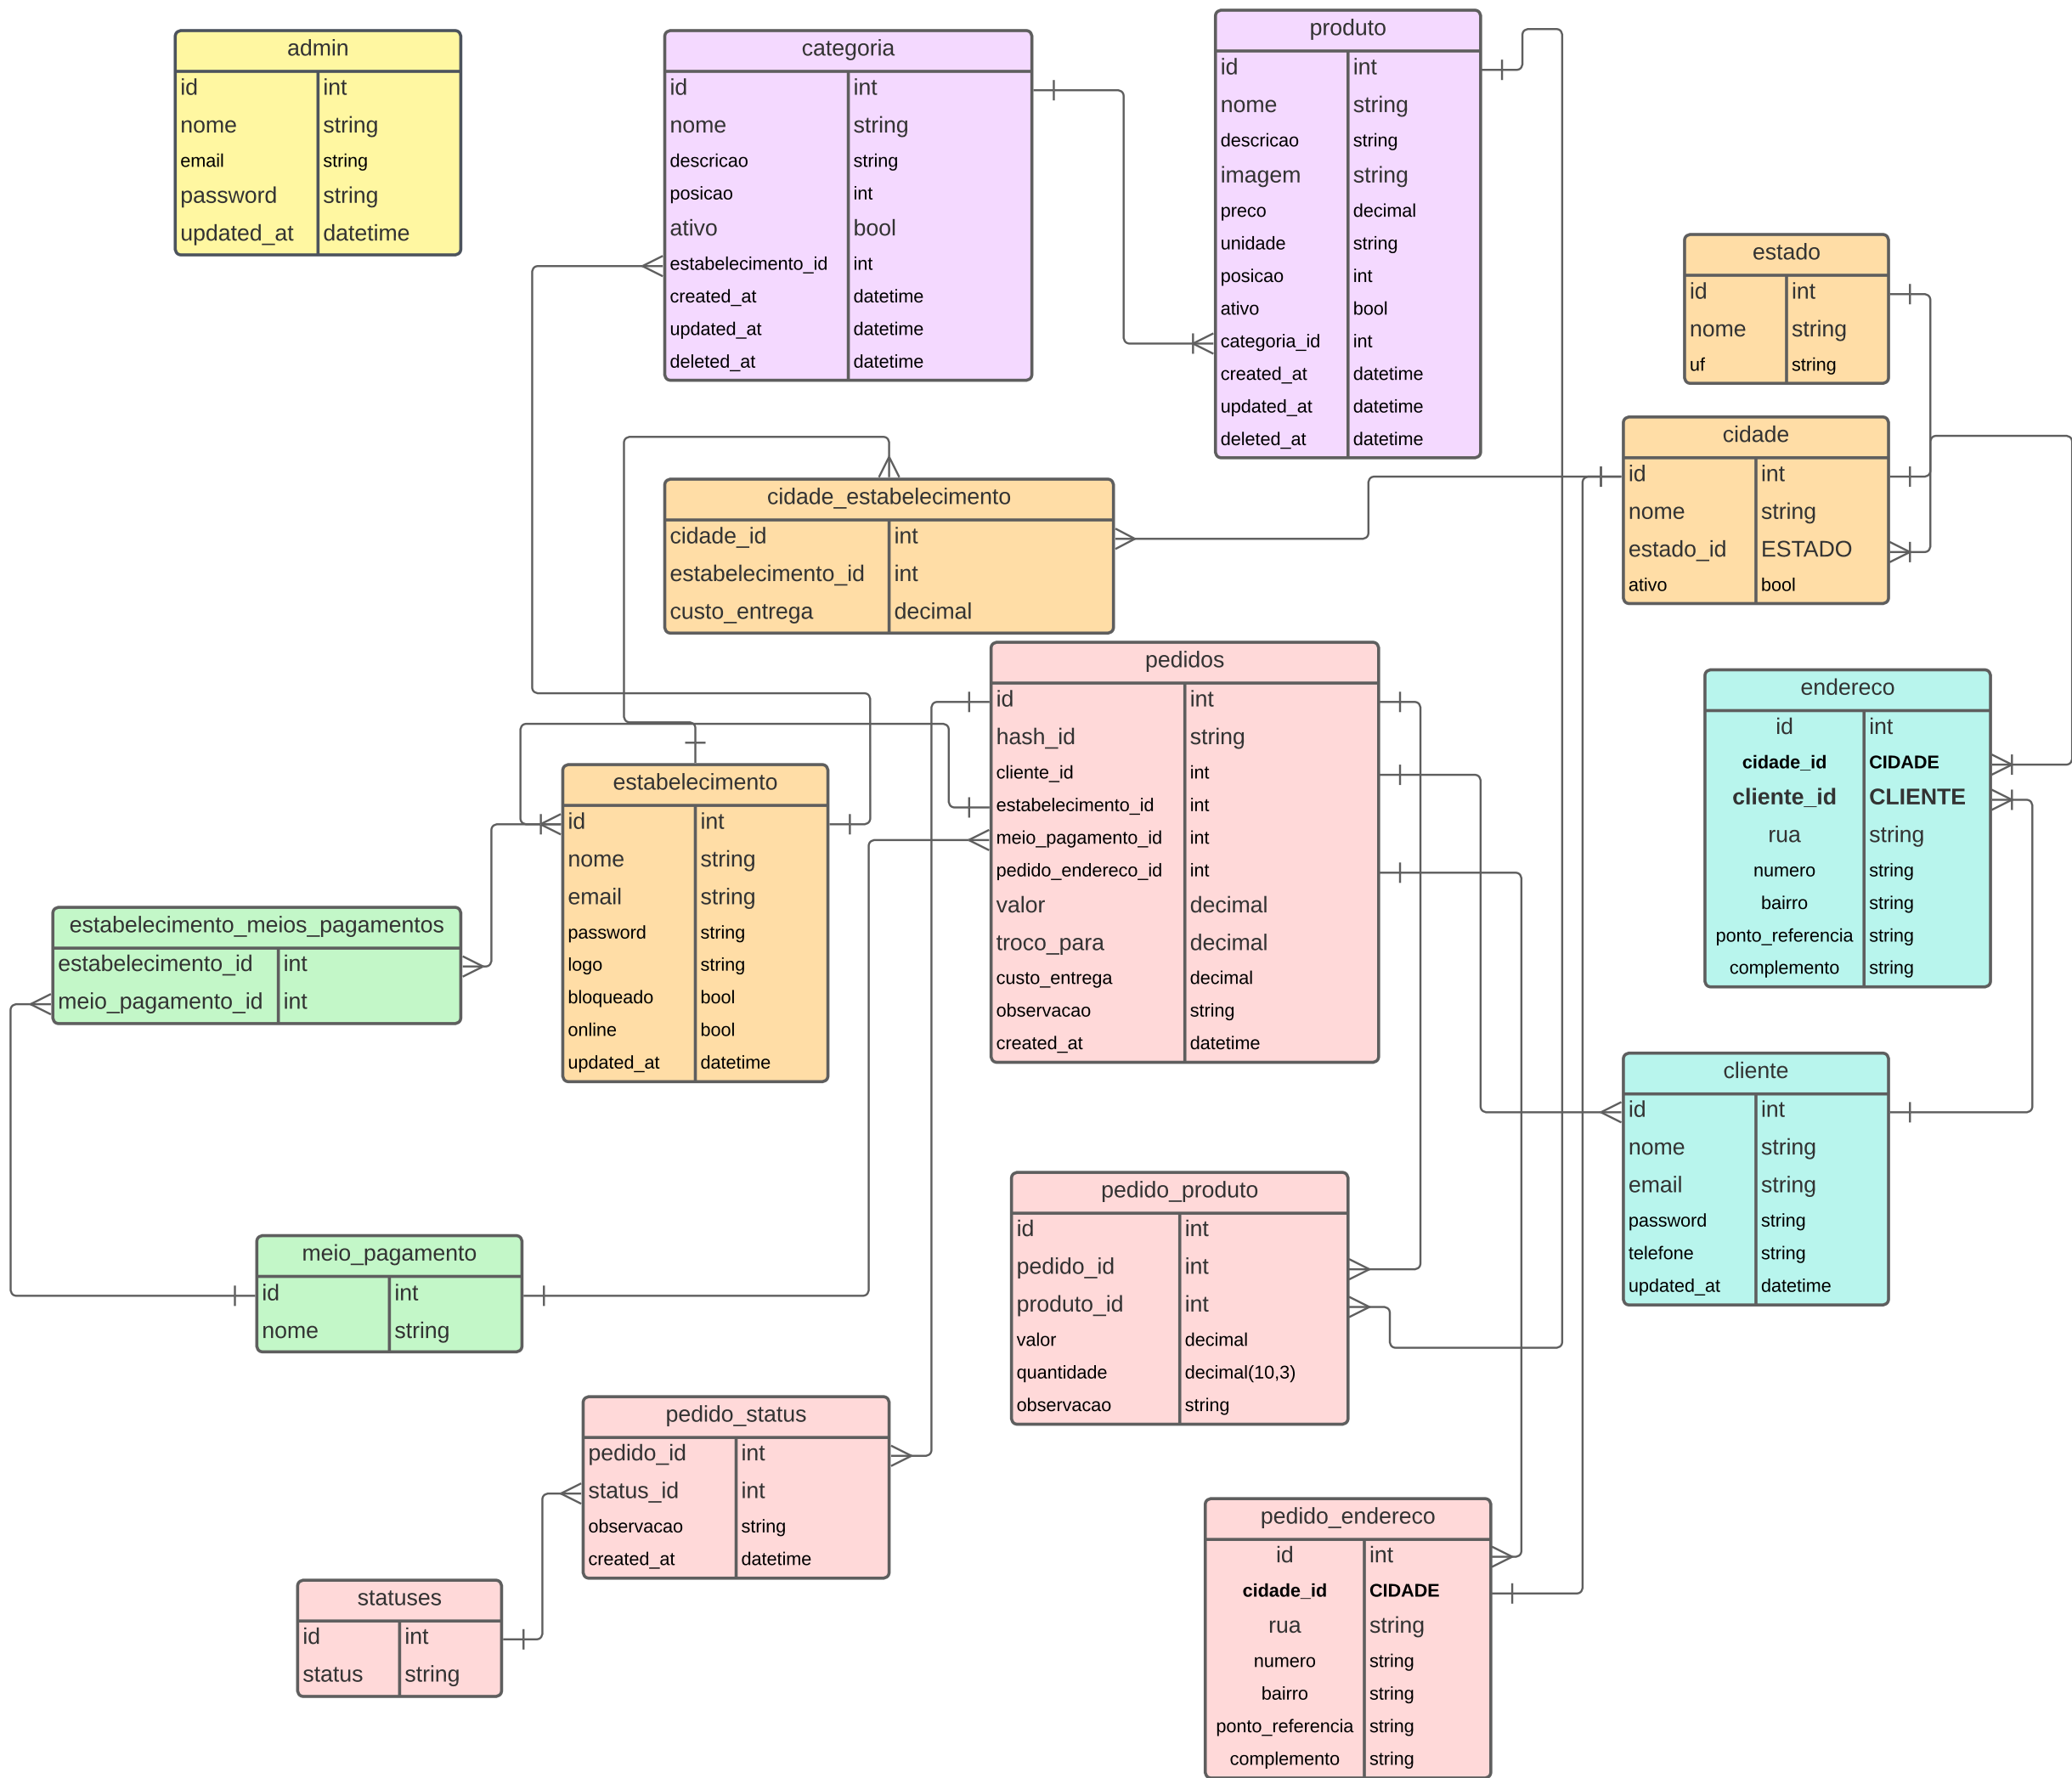 admin
id int
nome string
email string
password string
updated_at datetime
categoria
id int
nome string
descricao string
posicao int
ativo bool
estabelecimento_id int
created_at datetime
updated_at datetime
deleted_at datetime
produto
id int
nome string
descricao string
imagem string
preco decimal
unidade string
posicao int
ativo bool
categoria_id int
created_at datetime
updated_at datetime
deleted_at datetime
estado
id int
nome string
uf string
cidade
id int
nome string
estado_id ESTADO
ativo bool
cidade_estabelecimento
cidade_id int
estabelecimento_id int
custo_entrega decimal
pedidos
id int
hash_id string
cliente_id int
estabelecimento_id int
meio_pagamento_id int
pedido_endereco_id int
valor decimal
troco_para decimal
custo_entrega decimal
observacao string
created_at datetime
endereco
id int
cidade_id CIDADE
cliente_id CLIENTE
rua string
numero string
bairro string
ponto_referencia string
complemento string
estabelecimento
id int
nome string
email string
password string
logo string
bloqueado bool
online bool
updated_at datetime
estabelecimento_meios_pagamentos
estabelecimento_id int
meio_pagamento_id int
cliente
id int
nome string
email string
password string
telefone string
updated_at datetime
pedido_produto
id int
pedido_id int
produto_id int
valor decimal
quantidade decimal(10,3)
observacao string
meio_pagamento
id int
nome string
pedido_status
pedido_id int
status_id int
observacao string
created_at datetime
pedido_endereco
id int
cidade_id CIDADE
rua string
numero string
bairro string
ponto_referencia string
complemento string
statuses
id int
status string